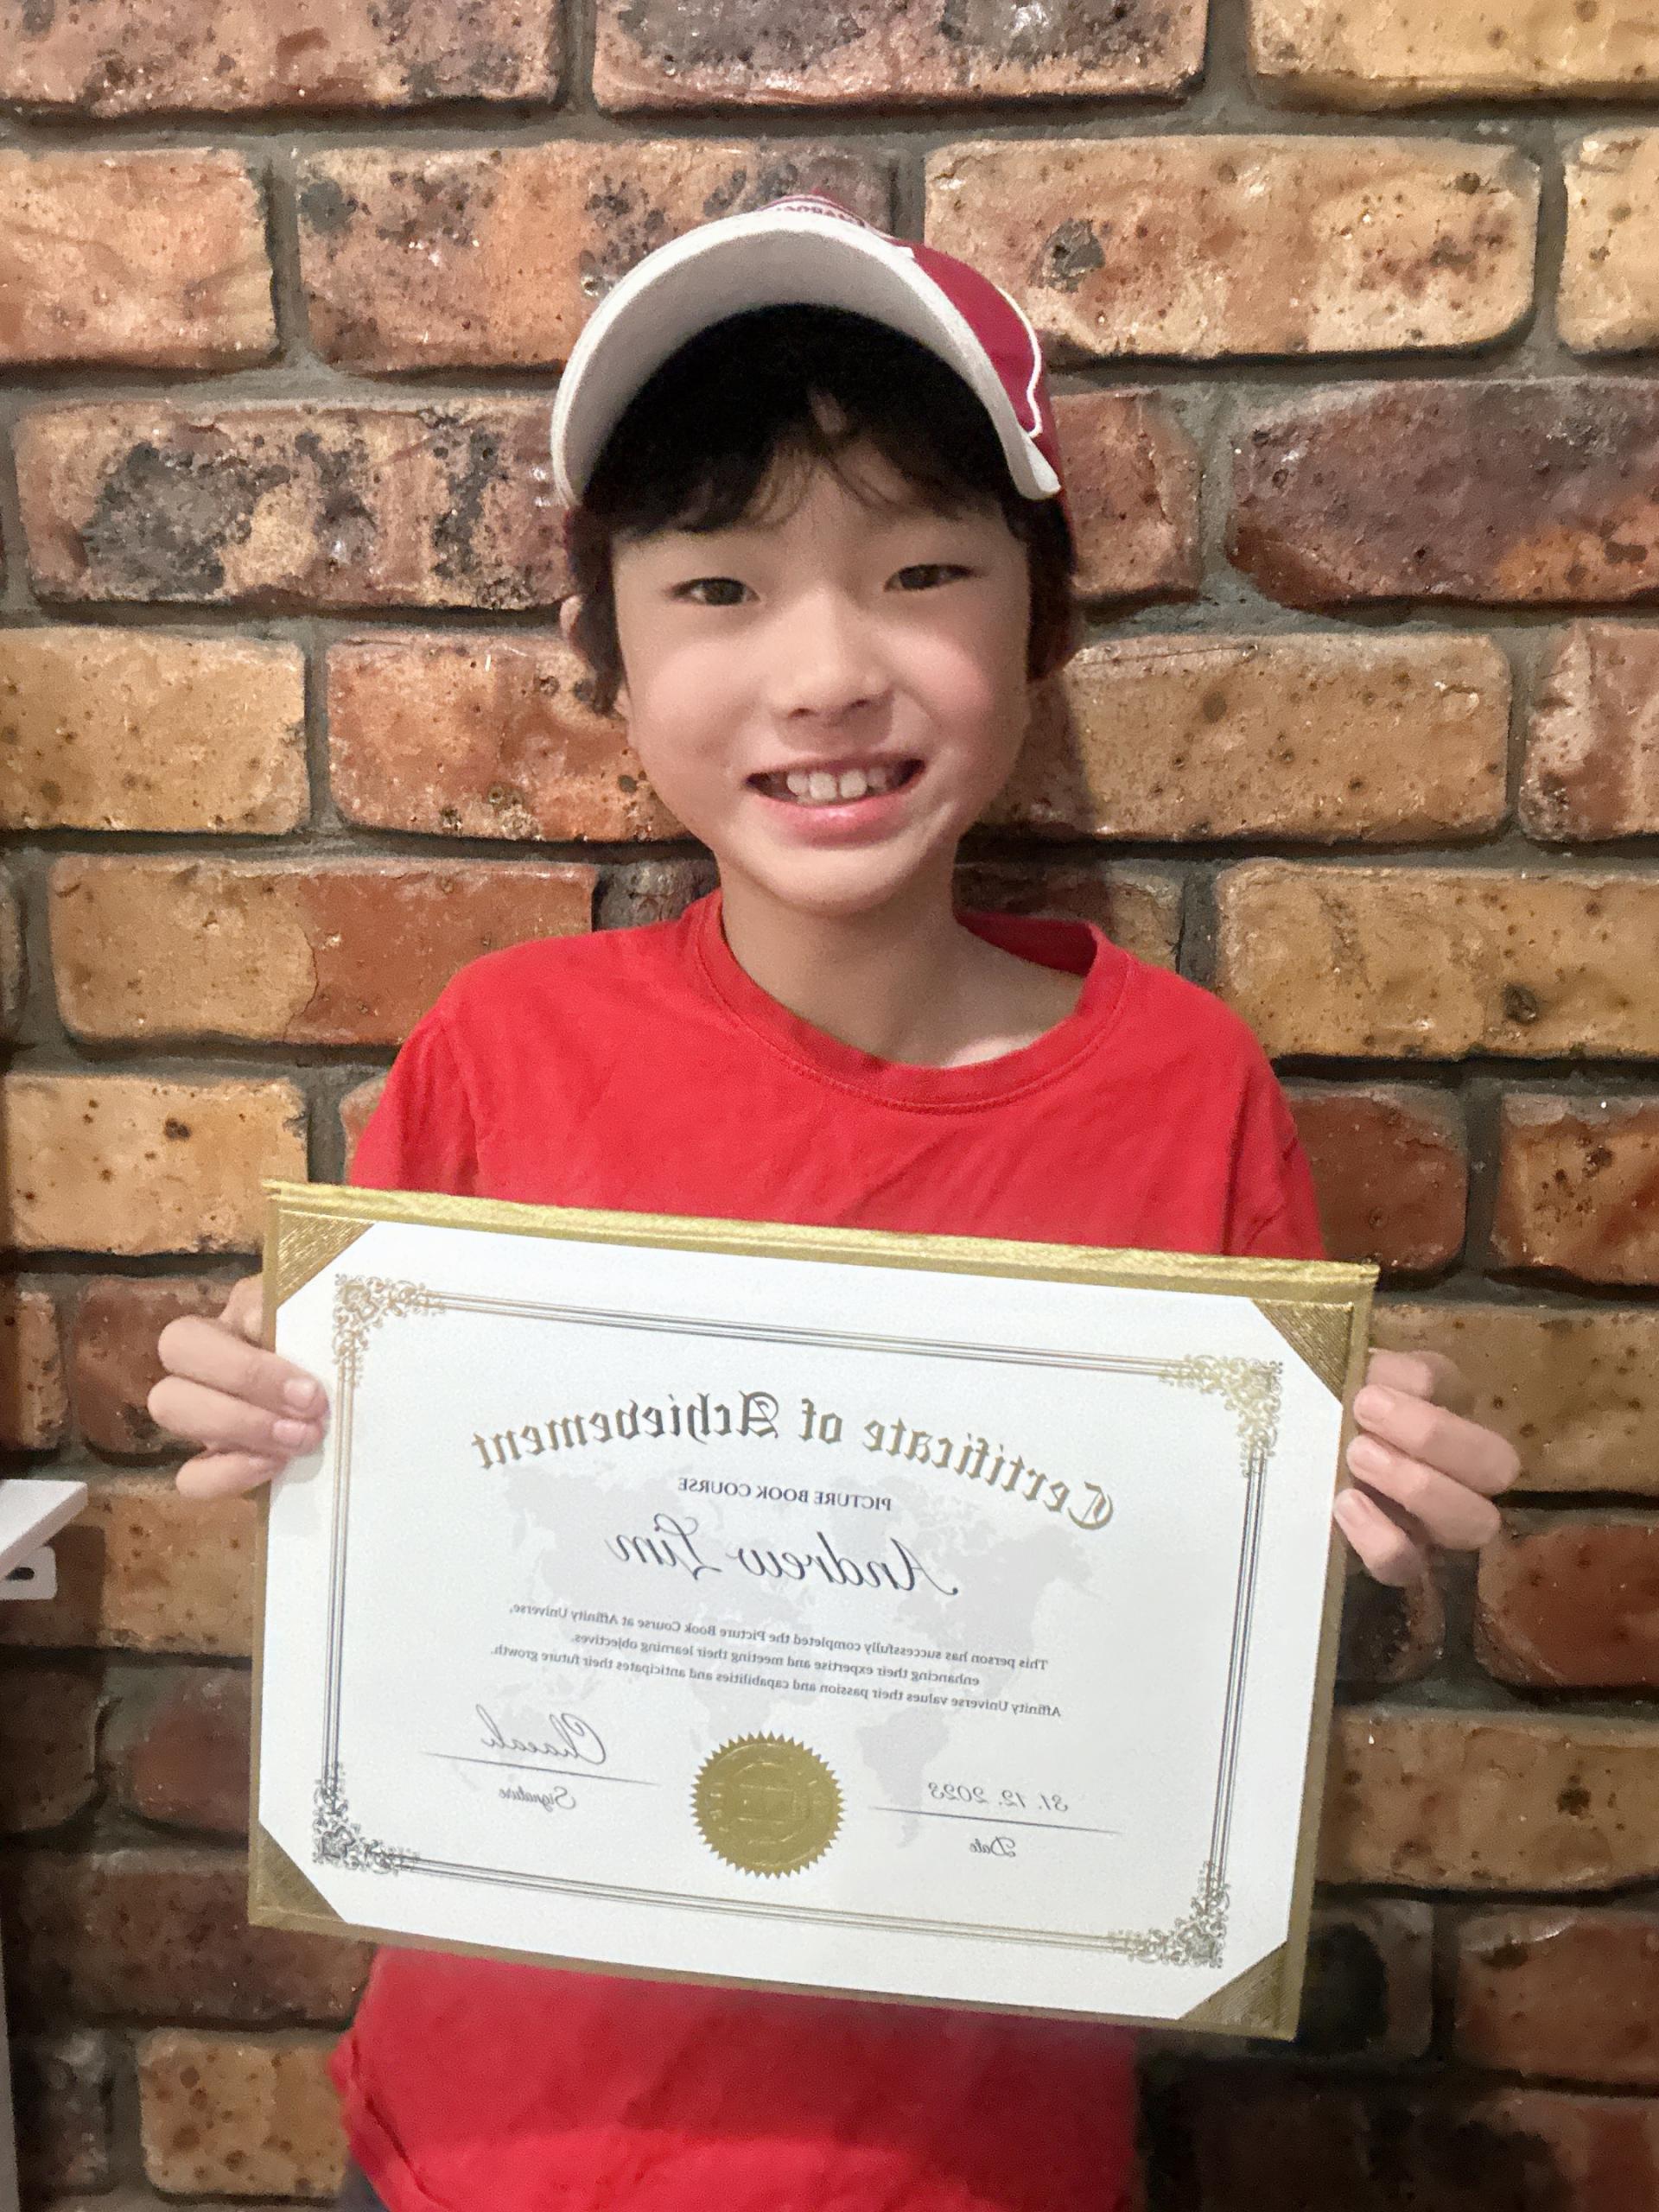 Certificate of Achievement
PICTURE BOOK COURSE
Andrew Lim
This person has successfully completed the Picture Book Course at Affinity Universe,
enhancing their expertise and meeting their learning objectives.
Affinity Universe values their passion and capabilities and anticipates their future growth.
31. 12. 2023
Date
Signature